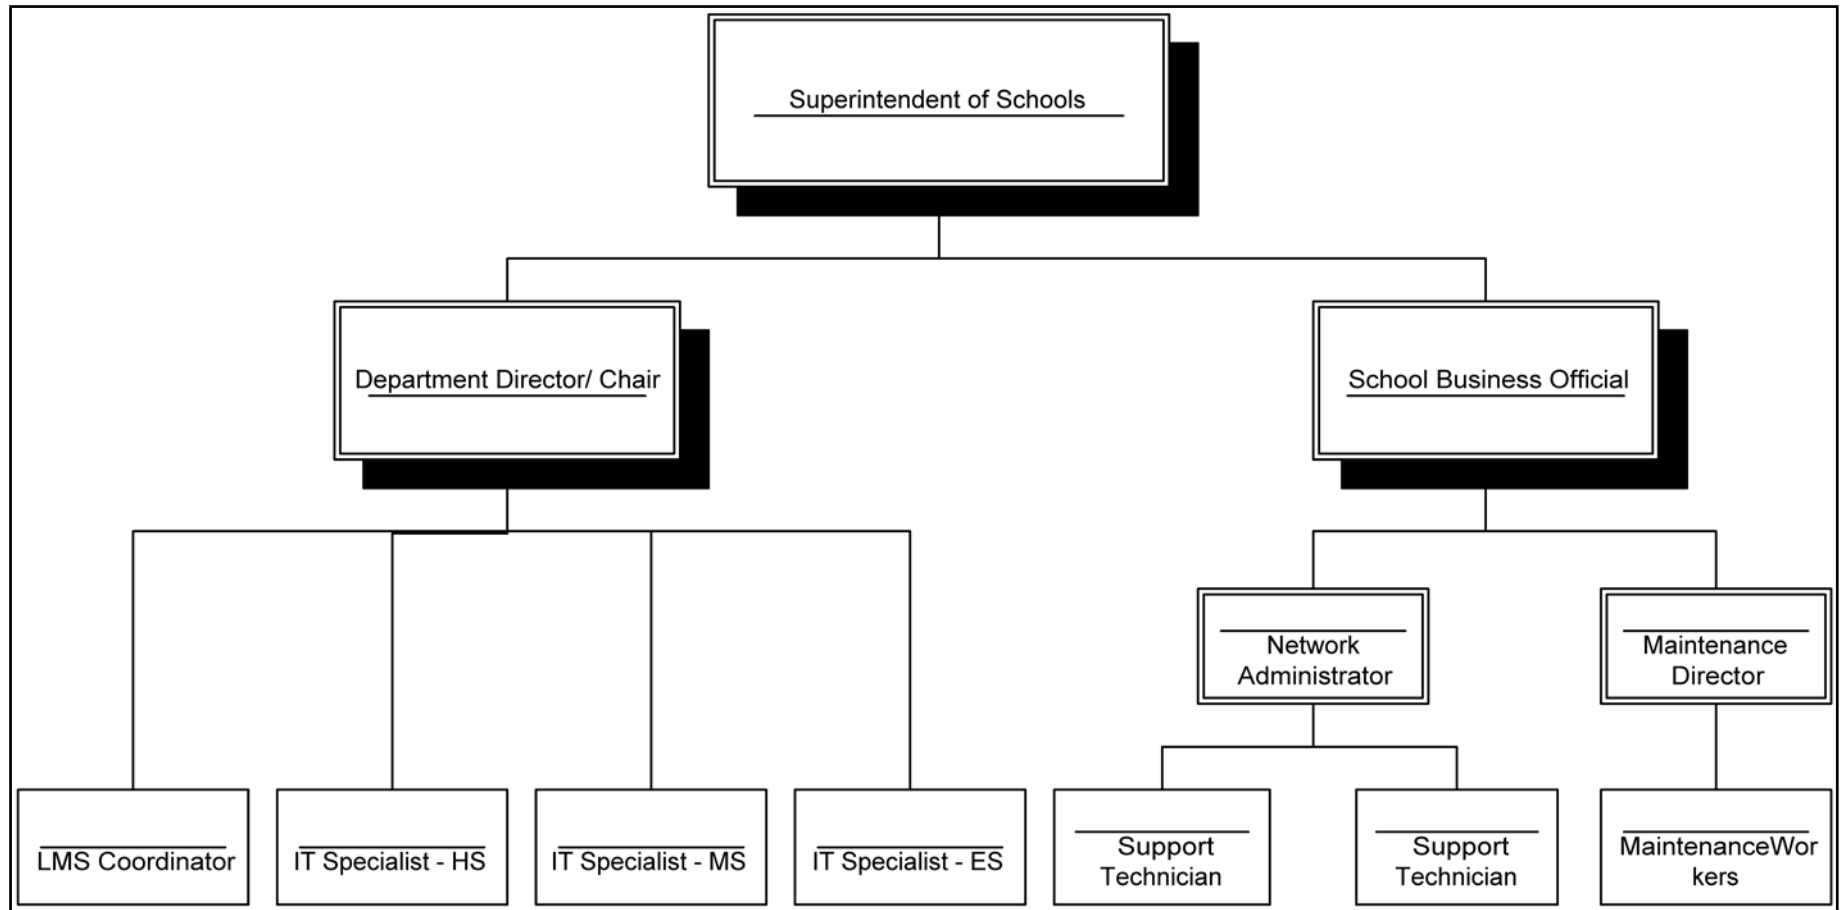 Superintendent of Schools
Department Director/ Chair
School Business Official
Network
Administrator
Maintenance
Director
LMS Coordinator
IT Specialist - HS
IT Specialist - MS
IT Specialist - ES
Support
Technician
Support
Technician
MaintenanceWor
kers